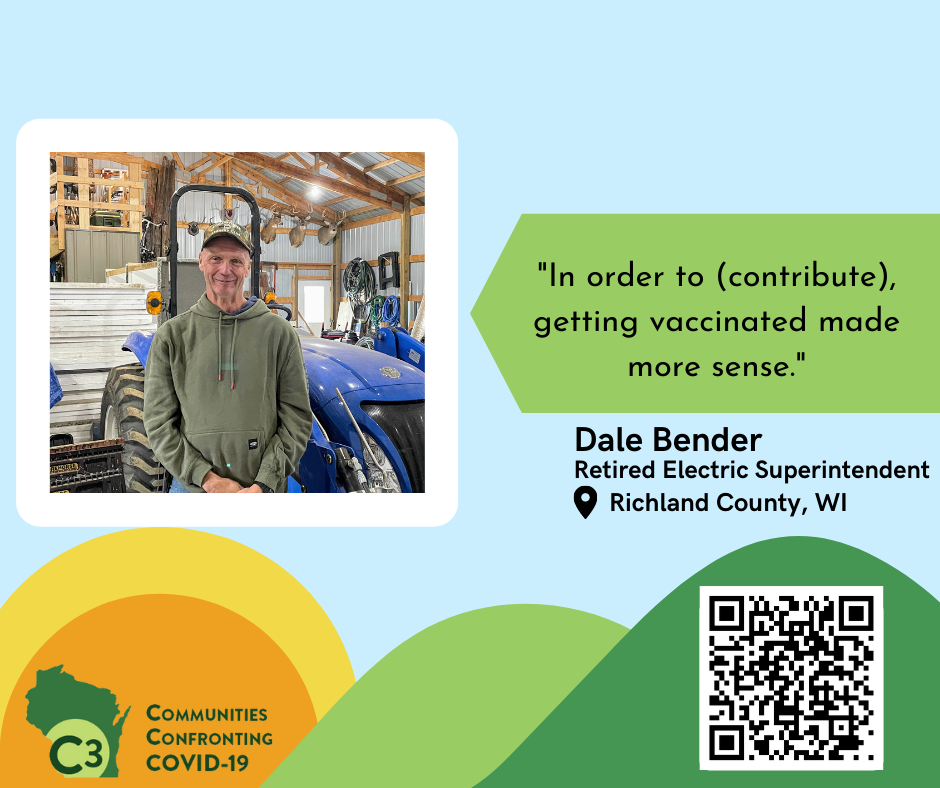 "In order to (contribute),
getting vaccinated made
more sense."
Dale Bender
Retired Electric Superintendent
Richland County, WI
C3
Communities
Confronting
COVID-19